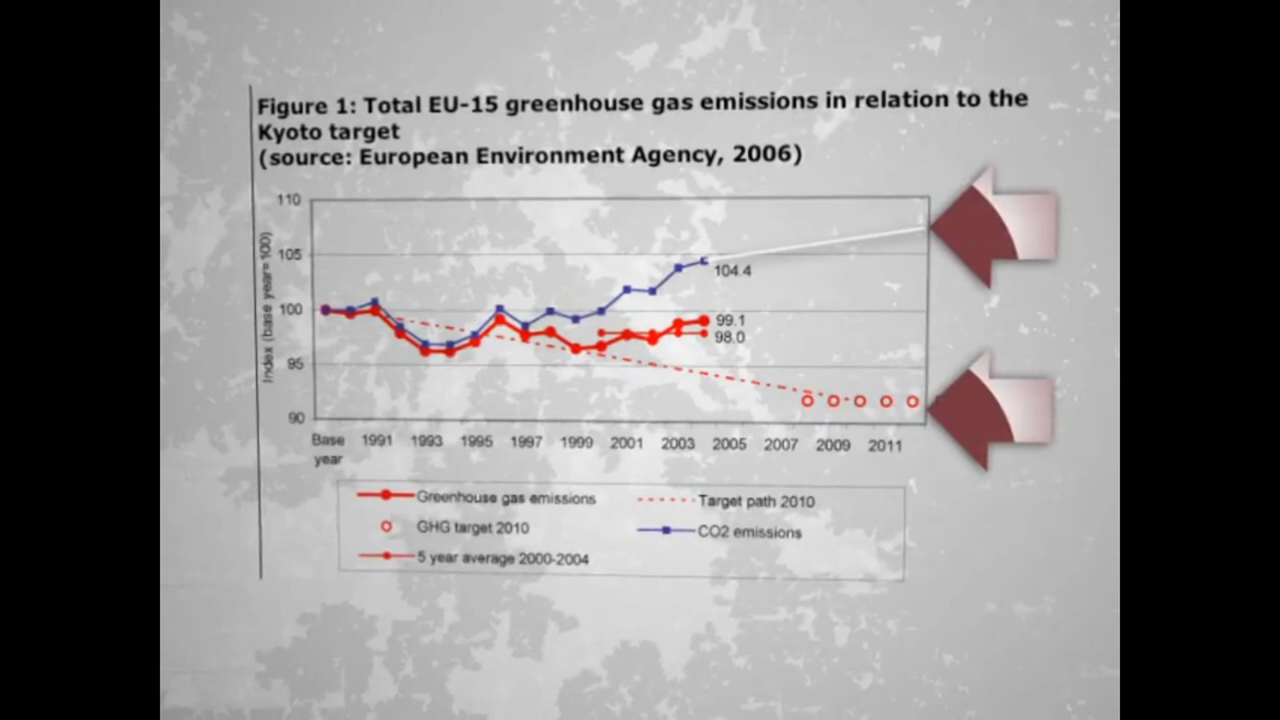 Figure 1: Total EU-15 greenhouse gas emissions in relation to the
Kyoto target
(source: European Environment Agency, 2006)
110
105
100
95
90
Index (base year=100)
104.4
99.1
98.0
Base year 1991 1993 1995 1997 1999 2001 2003 2005 2007 2009 2011
Greenhouse gas emissions
Target path 2010
GHG target 2010
CO2 emissions
5 year average 2000-2004